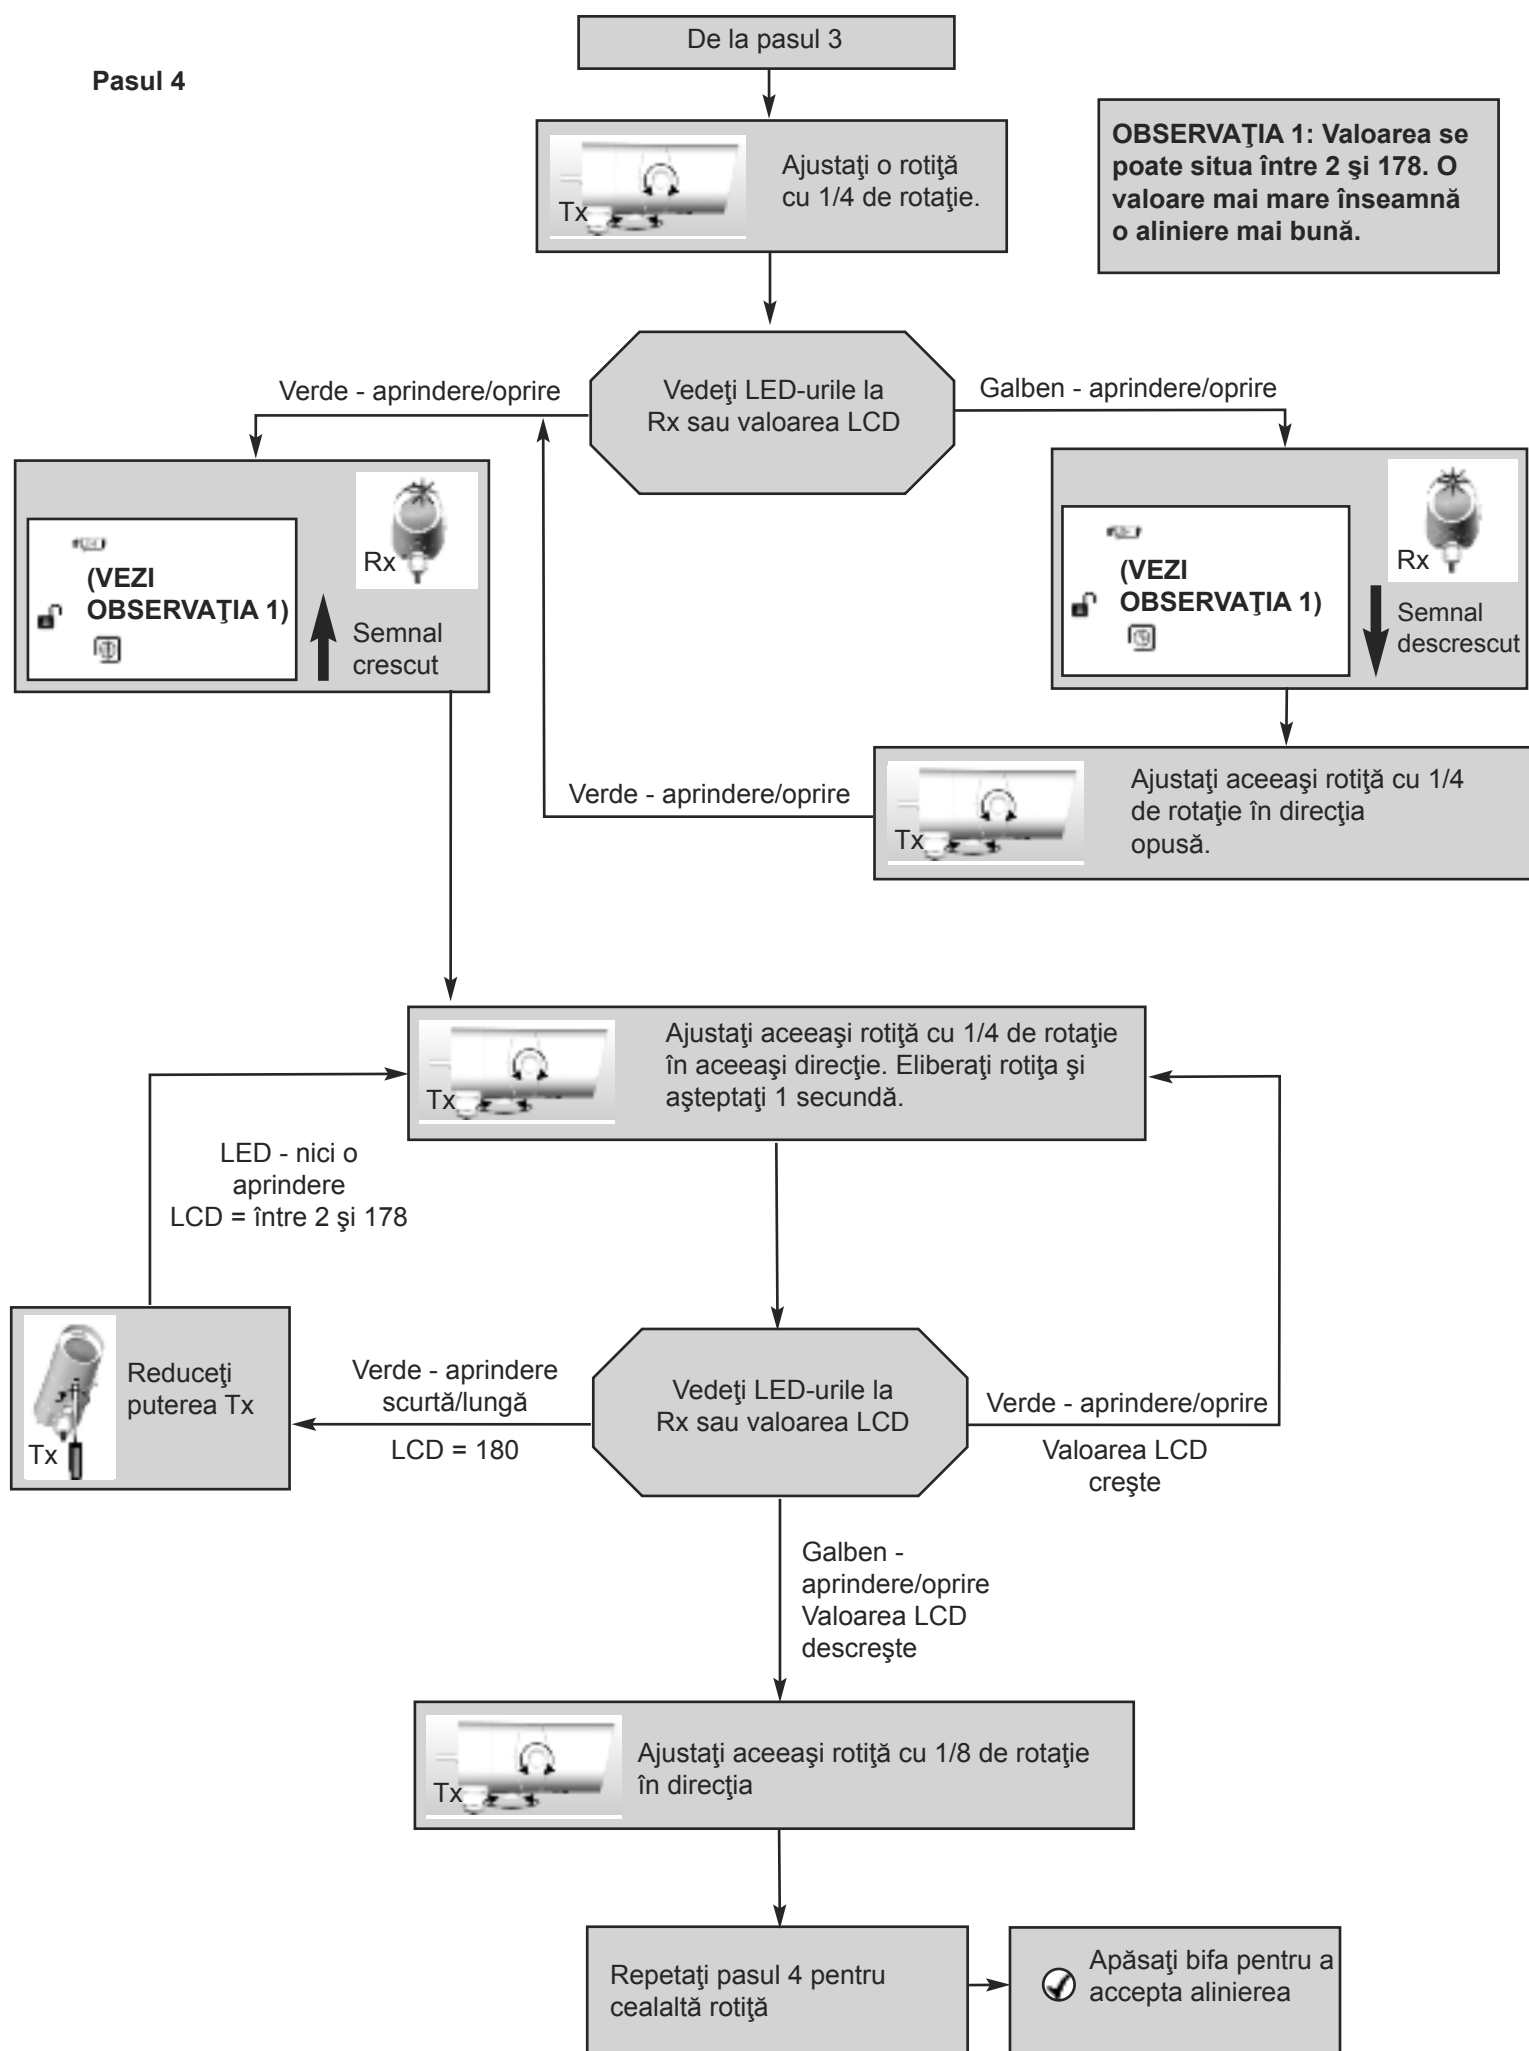 De la pasul 3
Pasul 4
OBSERVAŢIA 1: Valoarea se
poate situa între 2 şi 178. O
valoare mai mare înseamnă
o aliniere mai bună.
Ajustaţi o rotiţă
cu 1/4 de rotaţie.
Tx
Vedeţi LED-urile la
Rx sau valoarea LCD
Verde - aprindere/oprire
Galben - aprindere/oprire
Rx
(VEZI
OBSERVAŢIA 1)
Semnal
crescut
Rx
(VEZI
OBSERVAŢIA 1)
Semnal
descrescut
Verde - aprindere/oprire
Tx
Ajustaţi aceeaşi rotiţă cu 1/4
de rotaţie în direcţia
opusă.
Tx
Ajustaţi aceeaşi rotiţă cu 1/4 de rotaţie
în aceeaşi direcţie. Eliberaţi rotiţa şi
aşteptaţi 1 secundă.
LED - nici o
aprindere
LCD = între 2 şi 178
Tx
Reduceţi
puterea Tx
Verde - aprindere
scurtă/lungă
LCD = 180
Vedeţi LED-urile la
Rx sau valoarea LCD
Verde - aprindere/oprire
Valoarea LCD
creşte
Galben -
aprindere/oprire
Valoarea LCD
descreşte
Tx
Ajustaţi aceeaşi rotiţă cu 1/8 de rotaţie
în direcţia
Repetaţi pasul 4 pentru
cealaltă rotiţă
Apăsaţi bifa pentru a
accepta alinierea